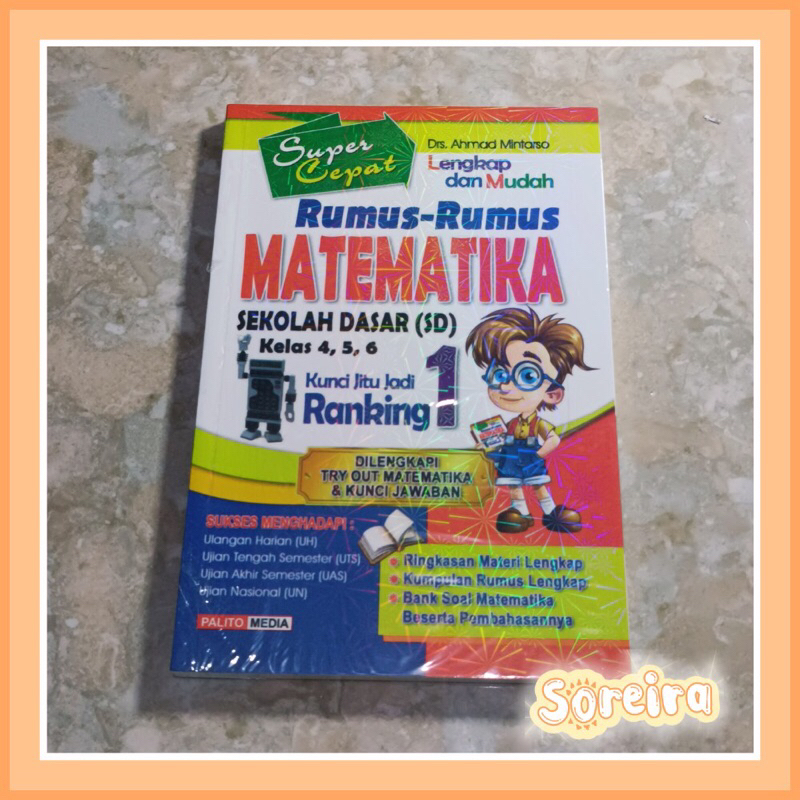 Super
Cepat
Drs. Ahmad Mintarso
Lengkap
dan Mudah
Rumus-Rumus
MATEMATIKA
SEKOLAH DASAR (SD)
Kelas 4, 5, 6
Kunci Jitu Jadi
Ranking 1
DILENGKAPI
TRY OUT MATEMATIKA
& KUNCI JAWABAN
SUKSES MENGHADAPI :
Ulangan Harian (UH)
Ujian Tengah Semester (UTS)
Ujian Akhir Semester (UAS)
Ujian Nasional (UN)
PALITO MEDIA
• Ringkasan Materi Lengkap
• Kumpulan Rumus Lengkap
• Bank Soal Matematika
Beserta Pembahasannya
Soreira